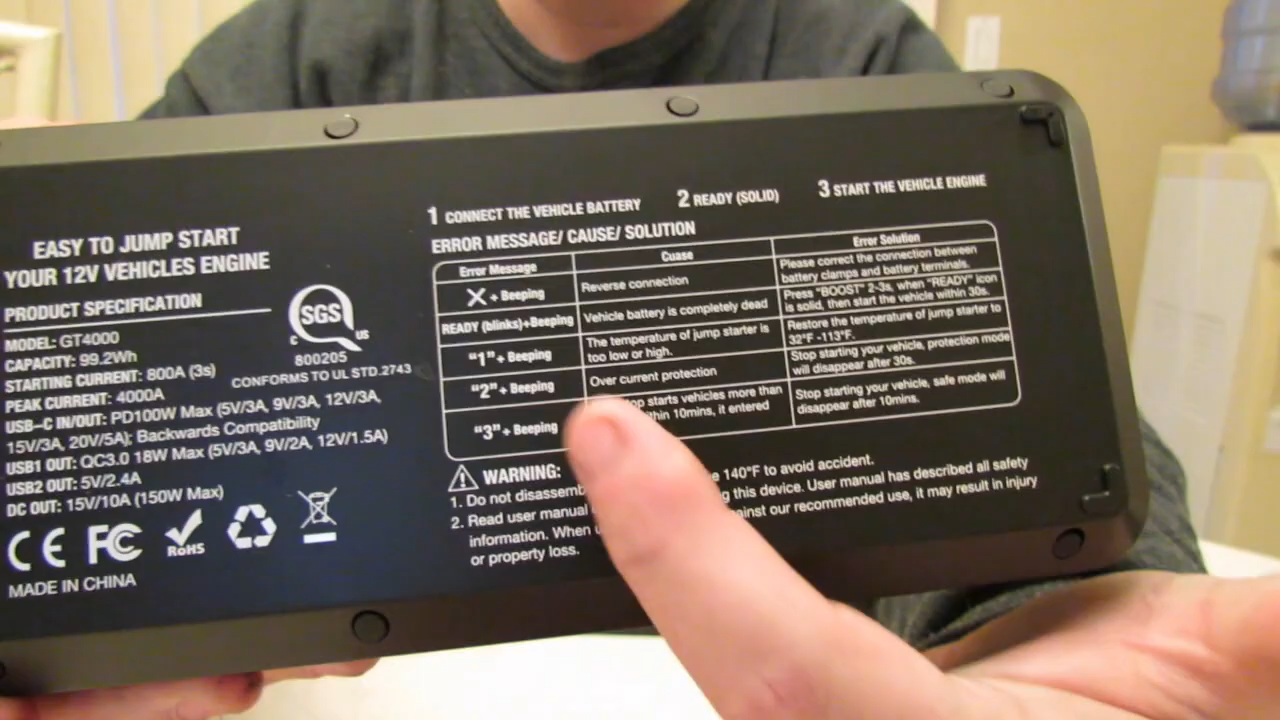 EASY TO JUMP START
YOUR 12V VEHICLES ENGINE
PRODUCT SPECIFICATION
MODEL: GT4000
CAPACITY: 99.2Wh
STARTING CURRENT: 800A (3s)
PEAK CURRENT: 4000A
USB-C IN/OUT: PD100W Max (5V/3A, 9V/3A, 12V/3A,
15V/3A, 20V/5A); Backwards Compatibility
USB1 OUT: QC3.0 18W Max (5V/3A, 9V/2A, 12V/1.5A)
USB2 OUT: 5V/2.4A
DC OUT: 15V/10A (150W Max)
SGS
C US
800205
CONFORMS TO UL STD.2743
CE FC RoHS
MADE IN CHINA
1 CONNECT THE VEHICLE BATTERY 2 READY (SOLID) 3 START THE VEHICLE ENGINE
ERROR MESSAGE/ CAUSE/ SOLUTION
Error Message Cuase Error Solution
X + Beeping Reverse connection Please correct the connection between
battery clamps and battery terminals.
READY (blinks)+Beeping Vehicle battery is completely dead Press "BOOST" 2-3s, when "READY" icon
is solid, then start the vehicle within 30s.
"1" + Beeping The temperature of jump starter is
too low or high. Restore the temperature of jump starter to
32°F -113°F.
"2" + Beeping Over current protection Stop starting your vehicle, protection mode
will disappear after 30s.
"3" + Beeping starts vehicles more than
10mins, it entered Stop starting your vehicle, safe mode will
disappear after 10mins.
WARNING:
1. Do not 140°F to avoid accident.
2. Read user manual this device. User manual has described all safety
information. When our recommended use, it may result in injury
or property loss.